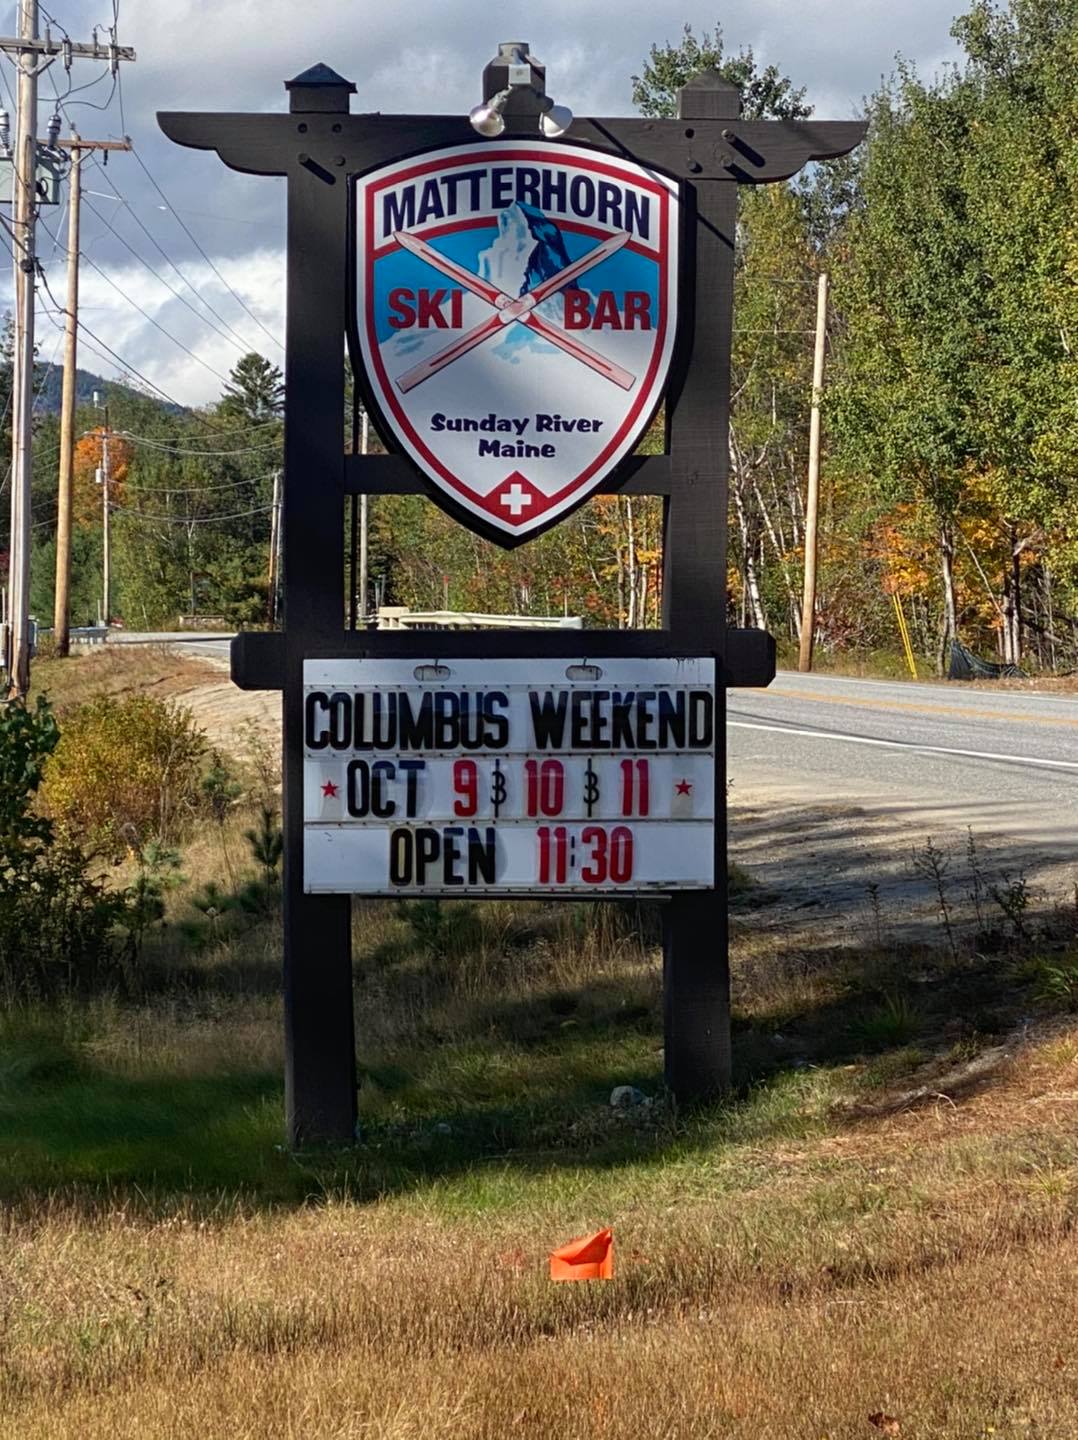 MATTERHORN
SKI BAR
Sunday River
Maine
COLUMBUS WEEKEND
★ OCT 9 & 10 & 11 ★
OPEN 11:30